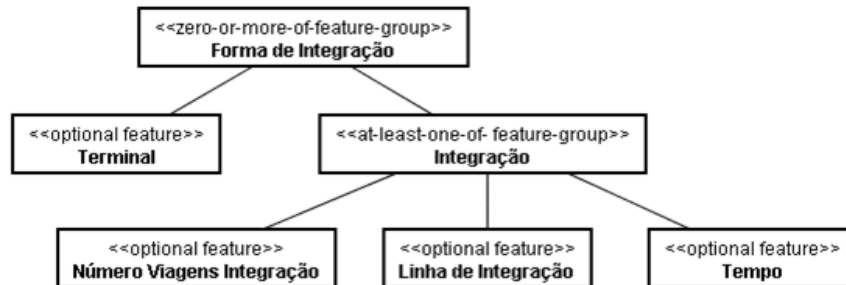 <<zero-or-more-of-feature-group>>
Forma de Integração
<<optional feature>>
Terminal
<<at-least-one-of- feature-group>>
Integração
<<optional feature>>
Número Viagens Integração
<<optional feature>>
Linha de Integração
<<optional feature>>
Tempo